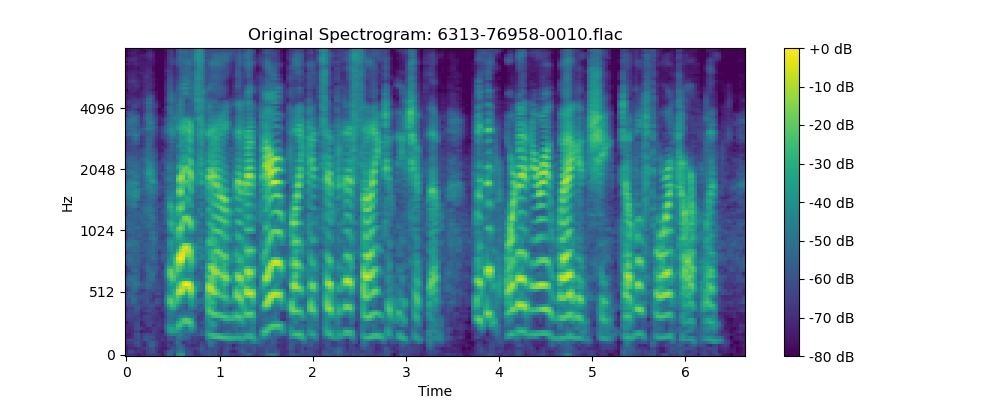 Original Spectrogram: 6313-76958-0010.flac
Hz
4096
2048
1024
512
0
0 1 2 3 4 5 6
Time
+0 dB
-10 dB
-20 dB
-30 dB
-40 dB
-50 dB
-60 dB
-70 dB
-80 dB